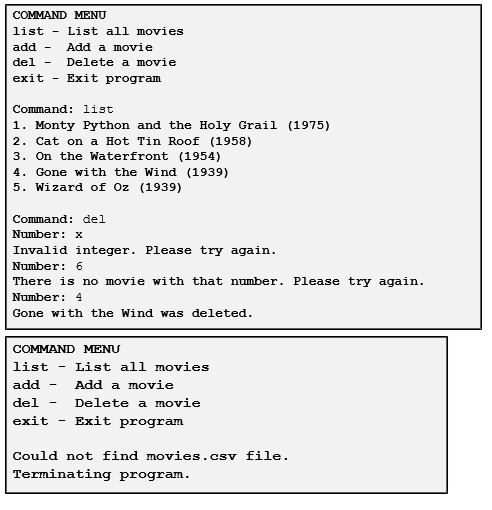 COMMAND MENU
list - List all movies
add -  Add a movie
del -  Delete a movie
exit - Exit program

Command: list
1. Monty Python and the Holy Grail (1975)
2. Cat on a Hot Tin Roof (1958)
3. On the Waterfront (1954)
4. Gone with the Wind (1939)
5. Wizard of Oz (1939)

Command: del
Number: x
Invalid integer. Please try again.
Number: 6
There is no movie with that number. Please try again.
Number: 4
Gone with the Wind was deleted.

COMMAND MENU
list - List all movies
add -  Add a movie
del -  Delete a movie
exit - Exit program

Could not find movies.csv file.
Terminating program.